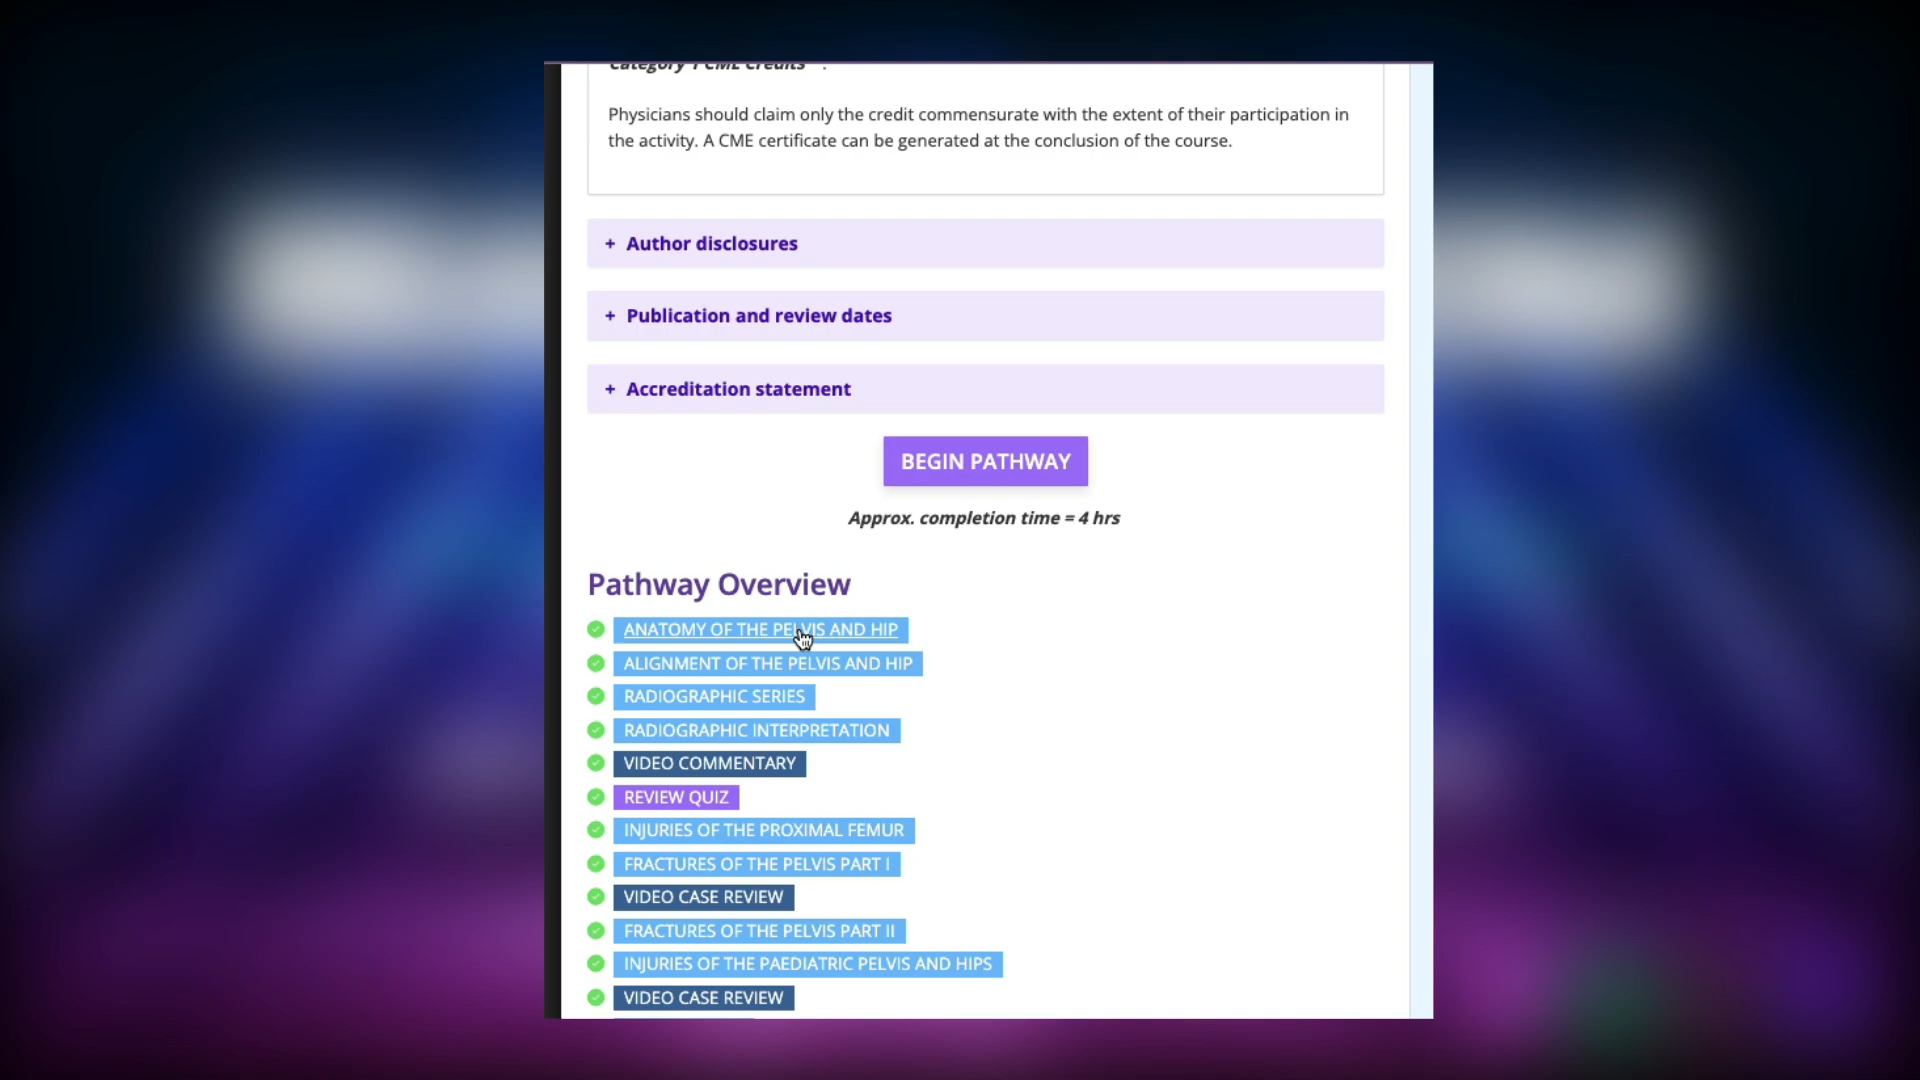 Category 1 CME Credits .
Physicians should claim only the credit commensurate with the extent of their participation in
the activity. A CME certificate can be generated at the conclusion of the course.
+ Author disclosures
+ Publication and review dates
+ Accreditation statement
BEGIN PATHWAY
Approx. completion time = 4 hrs
Pathway Overview
ANATOMY OF THE PELVIS AND HIP
ALIGNMENT OF THE PELVIS AND HIP
RADIOGRAPHIC SERIES
RADIOGRAPHIC INTERPRETATION
VIDEO COMMENTARY
REVIEW QUIZ
INJURIES OF THE PROXIMAL FEMUR
FRACTURES OF THE PELVIS PART I
VIDEO CASE REVIEW
FRACTURES OF THE PELVIS PART II
INJURIES OF THE PAEDIATRIC PELVIS AND HIPS
VIDEO CASE REVIEW